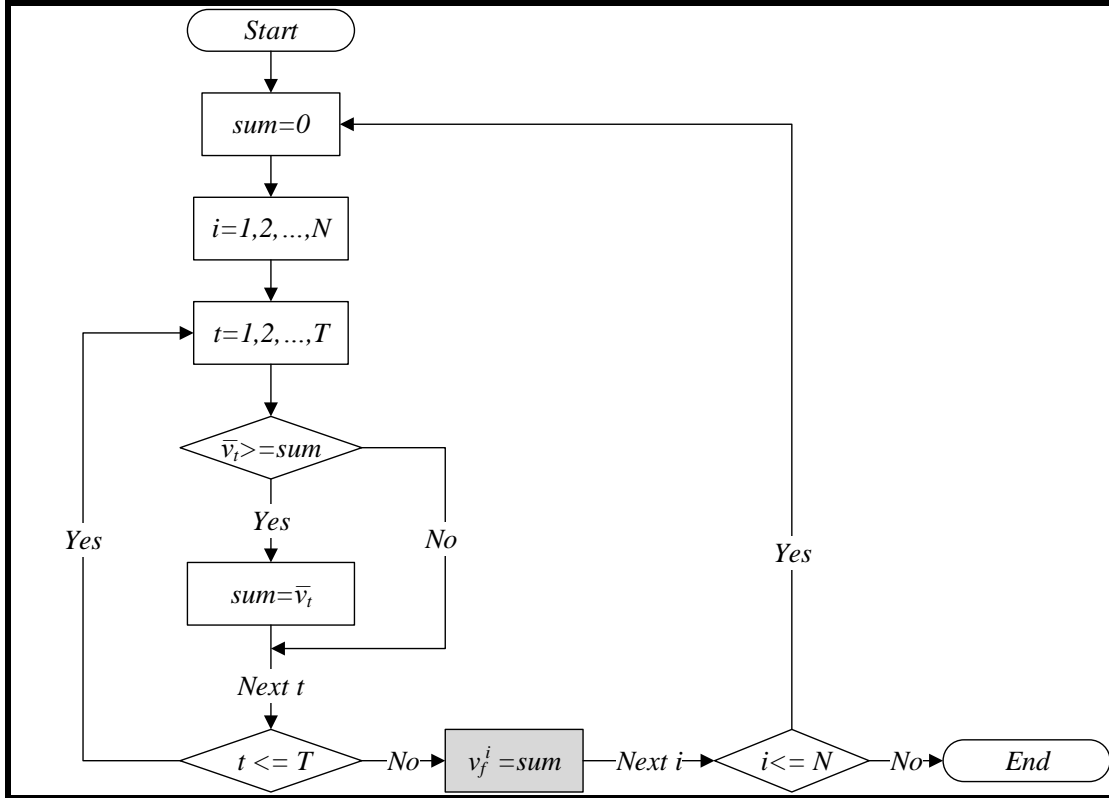 Start
sum=0
i=1,2,...,N
t=1,2,...,T
v̅ₜ>=sum
Yes
No
Yes
Yes
sum=v̅ₜ
Next t
t <= T
No
v_f^i =sum
Next i
i<= N
No
End